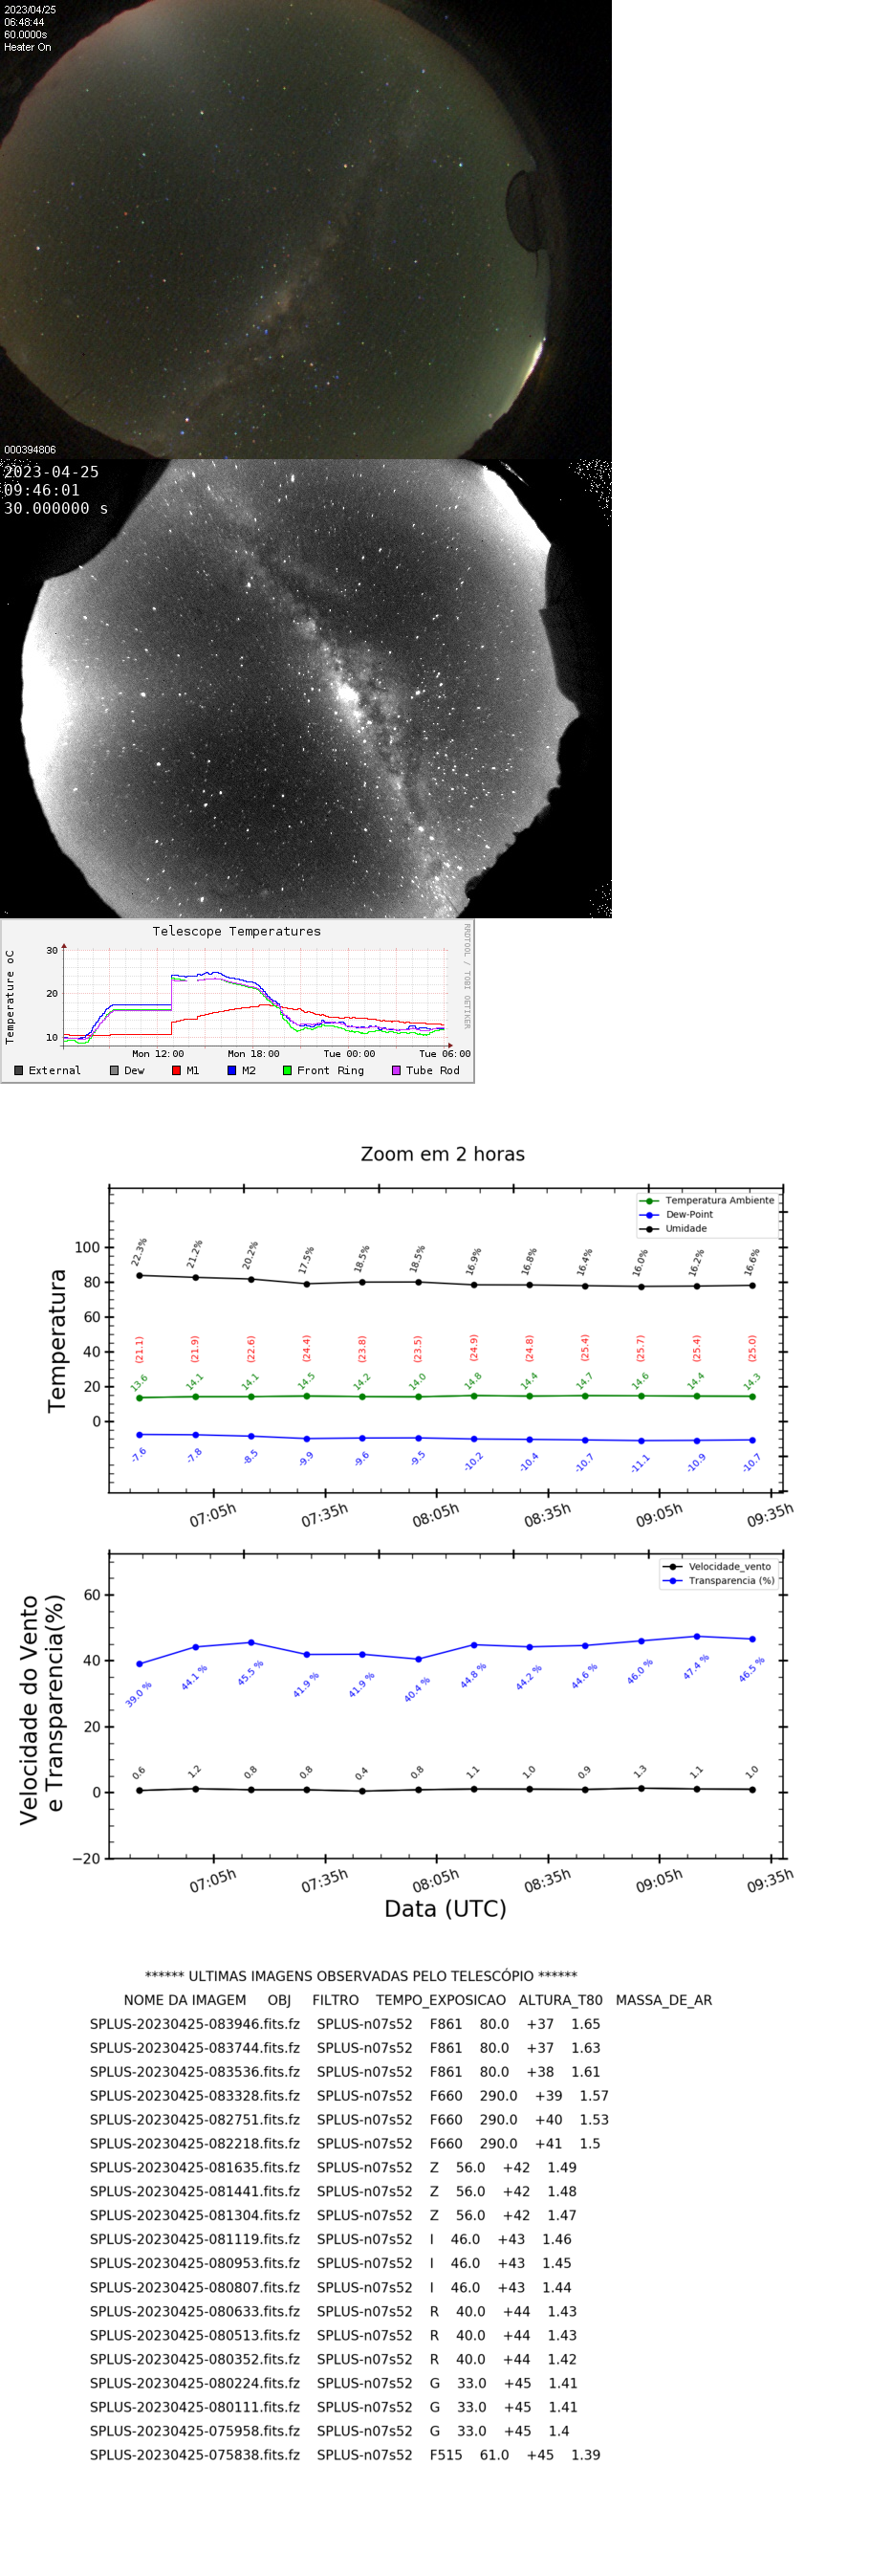 2023/04/25
06:48:44
60.0000s
Heater On
000394806
2023-04-25
09:46:01
30.000000 s
Telescope Temperatures
RRDTOOL / TOBI OETIKER
Temperature oC
30
20
10
Mon 12:00 Mon 18:00 Tue 00:00 Tue 06:00
External Dew M1 M2 Front Ring Tube Rod
Zoom em 2 horas
Temperatura
Temperatura Ambiente
Dew-Point
Umidade
100
80
60
40
20
0
22.3% 21.2% 20.2% 17.5% 18.5% 18.5% 16.9% 16.8% 16.4% 16.0% 16.2% 16.6%
(21.1) (21.9) (22.6) (24.4) (23.8) (23.5) (24.9) (24.8) (25.4) (25.7) (25.4) (25.0)
13.6 14.1 14.1 14.5 14.2 14.0 14.8 14.4 14.7 14.6 14.4 14.3
-7.6 -7.8 -8.5 -9.9 -9.6 -9.5 -10.2 -10.4 -10.7 -11.1 -10.9 -10.7
07:05h 07:35h 08:05h 08:35h 09:05h 09:35h
Velocidade do Vento
e Transparencia(%)
Velocidade_vento
Transparencia (%)
60
40
20
0
−20
39.0 % 44.1 % 45.5 % 41.9 % 41.9 % 40.4 % 44.8 % 44.2 % 44.6 % 46.0 % 47.4 % 46.5 %
0.6 1.2 0.8 0.8 0.4 0.8 1.1 1.0 0.9 1.3 1.1 1.0
07:05h 07:35h 08:05h 08:35h 09:05h 09:35h
Data (UTC)
****** ULTIMAS IMAGENS OBSERVADAS PELO TELESCÓPIO ******
NOME DA IMAGEM OBJ FILTRO TEMPO_EXPOSICAO ALTURA_T80 MASSA_DE_AR
SPLUS-20230425-083946.fits.fz SPLUS-n07s52 F861 80.0 +37 1.65
SPLUS-20230425-083744.fits.fz SPLUS-n07s52 F861 80.0 +37 1.63
SPLUS-20230425-083536.fits.fz SPLUS-n07s52 F861 80.0 +38 1.61
SPLUS-20230425-083328.fits.fz SPLUS-n07s52 F660 290.0 +39 1.57
SPLUS-20230425-082751.fits.fz SPLUS-n07s52 F660 290.0 +40 1.53
SPLUS-20230425-082218.fits.fz SPLUS-n07s52 F660 290.0 +41 1.5
SPLUS-20230425-081635.fits.fz SPLUS-n07s52 Z 56.0 +42 1.49
SPLUS-20230425-081441.fits.fz SPLUS-n07s52 Z 56.0 +42 1.48
SPLUS-20230425-081304.fits.fz SPLUS-n07s52 Z 56.0 +42 1.47
SPLUS-20230425-081119.fits.fz SPLUS-n07s52 I 46.0 +43 1.46
SPLUS-20230425-080953.fits.fz SPLUS-n07s52 I 46.0 +43 1.45
SPLUS-20230425-080807.fits.fz SPLUS-n07s52 I 46.0 +43 1.44
SPLUS-20230425-080633.fits.fz SPLUS-n07s52 R 40.0 +44 1.43
SPLUS-20230425-080513.fits.fz SPLUS-n07s52 R 40.0 +44 1.43
SPLUS-20230425-080352.fits.fz SPLUS-n07s52 R 40.0 +44 1.42
SPLUS-20230425-080224.fits.fz SPLUS-n07s52 G 33.0 +45 1.41
SPLUS-20230425-080111.fits.fz SPLUS-n07s52 G 33.0 +45 1.41
SPLUS-20230425-075958.fits.fz SPLUS-n07s52 G 33.0 +45 1.4
SPLUS-20230425-075838.fits.fz SPLUS-n07s52 F515 61.0 +45 1.39